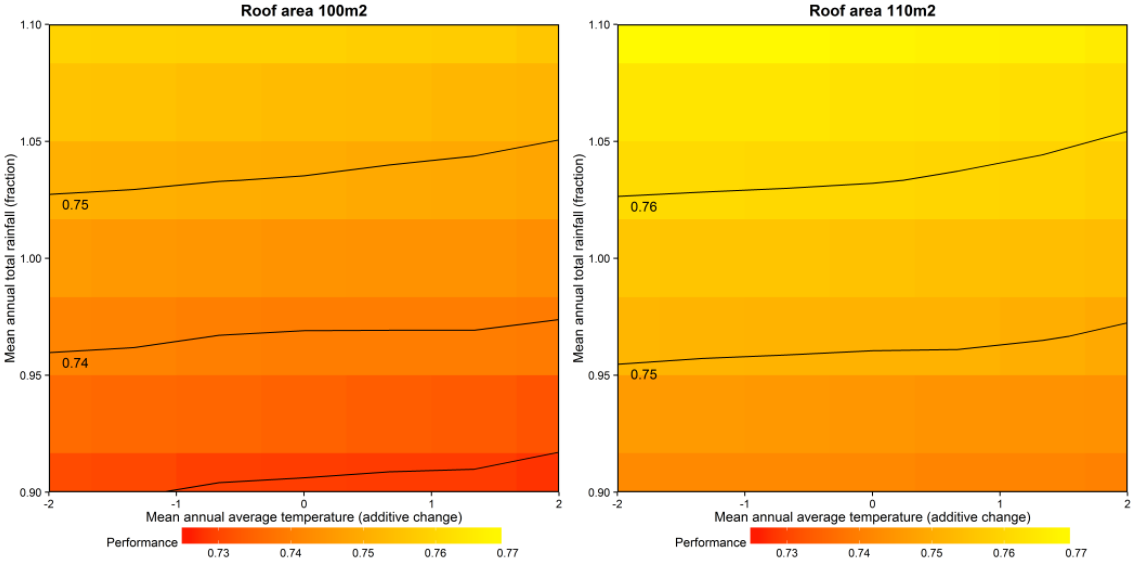 Roof area 100m2
Mean annual total rainfall (fraction)
1.10
1.05
1.00
0.95
0.90
0.75
0.74
-2 -1 0 1 2
Mean annual average temperature (additive change)
Performance
0.73 0.74 0.75 0.76 0.77
Roof area 110m2
Mean annual total rainfall (fraction)
1.10
1.05
1.00
0.95
0.90
0.76
0.75
-2 -1 0 1 2
Mean annual average temperature (additive change)
Performance
0.73 0.74 0.75 0.76 0.77